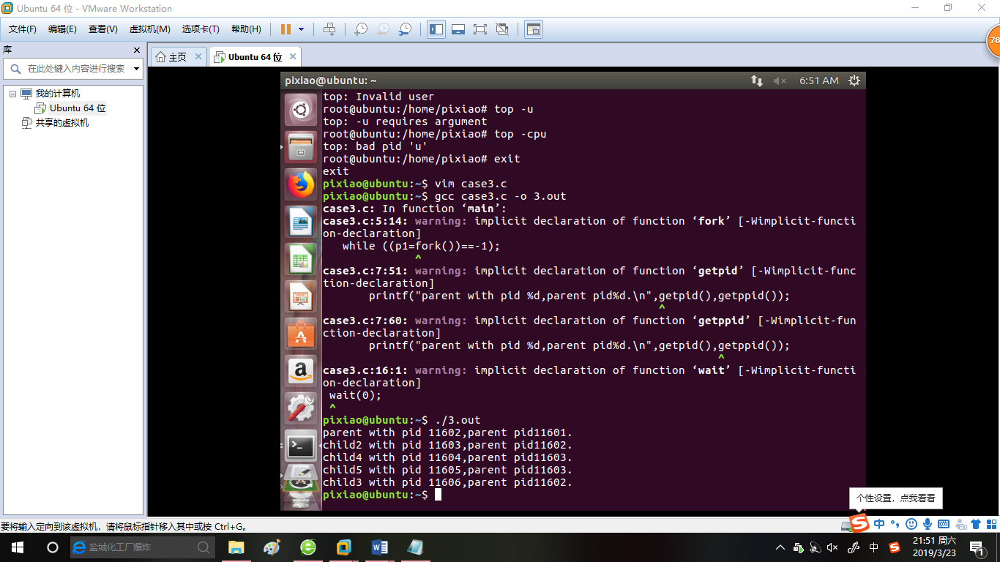 Ubuntu 64 位 - VMware Workstation
文件(F) 编辑(E) 查看(V) 虚拟机(M) 选项卡(T) 帮助(H)
78
库
主页
Ubuntu 64 位
在此处键入内容进行搜索
我的计算机
Ubuntu 64 位
共享的虚拟机
pixiao@ubuntu: ~
6:51 AM
top: Invalid user
root@ubuntu:/home/pixiao# top -u
top: -u requires argument
root@ubuntu:/home/pixiao# top -cpu
top: bad pid 'u'
root@ubuntu:/home/pixiao# exit
exit
pixiao@ubuntu:~$ vim case3.c
pixiao@ubuntu:~$ gcc case3.c -o 3.out
case3.c: In function ‘main’:
case3.c:5:14: warning: implicit declaration of function ‘fork’ [-Wimplicit-functi
on-declaration]
while ((p1=fork())==-1);
^
case3.c:7:51: warning: implicit declaration of function ‘getpid’ [-Wimplicit-func
tion-declaration]
printf("parent with pid %d,parent pid%d.\n",getpid(),getppid());
^
case3.c:7:60: warning: implicit declaration of function ‘getppid’ [-Wimplicit-fun
ction-declaration]
printf("parent with pid %d,parent pid%d.\n",getpid(),getppid());
^
case3.c:16:1: warning: implicit declaration of function ‘wait’ [-Wimplicit-functi
on-declaration]
wait(0);
^
pixiao@ubuntu:~$ ./3.out
parent with pid 11602,parent pid11601.
child2 with pid 11603,parent pid11602.
child4 with pid 11604,parent pid11603.
child5 with pid 11605,parent pid11603.
child3 with pid 11606,parent pid11602.
pixiao@ubuntu:~$
个性设置，点我看看
要将输入定向到该虚拟机，请将鼠标指针移入其中或按 Ctrl+G。
中
盐城化工厂爆炸
中
21:51 周六
2019/3/23
1